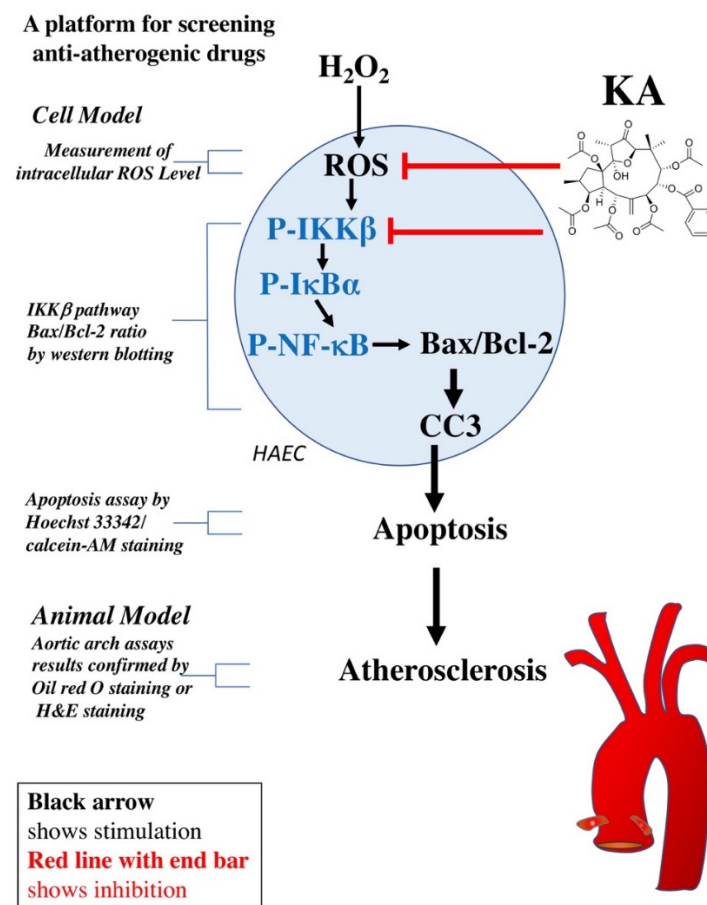 A platform for screening
anti-atherogenic drugs
H₂O₂
KA
Cell Model
Measurement of
intracellular ROS Level
ROS
P-IKKβ
P-IκBα
P-NF-κB
Bax/Bcl-2
CC3
HAEC
IKKβ pathway
Bax/Bcl-2 ratio
by western blotting
Apoptosis assay by
Hoechst 33342/
calcein-AM staining
Apoptosis
Animal Model
Aortic arch assays
results confirmed by
Oil red O staining or
H&E staining
Atherosclerosis
Black arrow
shows stimulation
Red line with end bar
shows inhibition